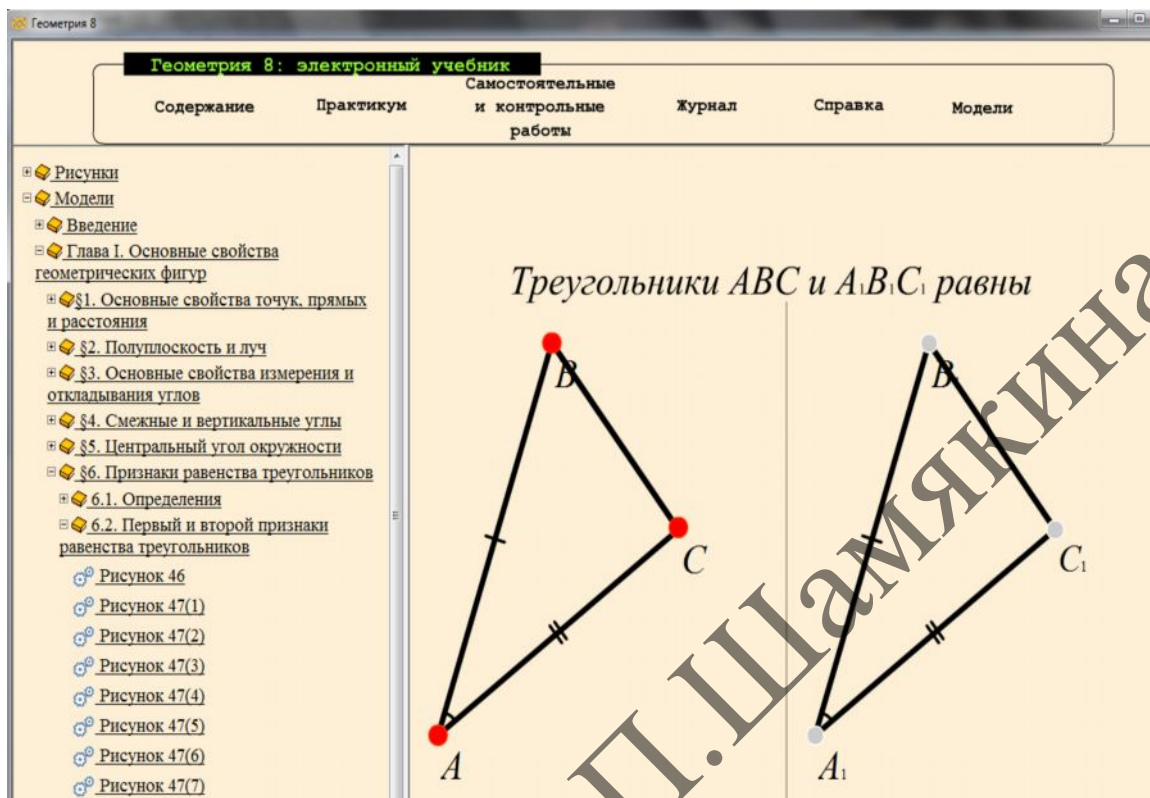 Геометрия 8
Геометрия 8: электронный учебник
Содержание
Практикум
Самостоятельные
и контрольные
работы
Журнал
Справка
Модели
Рисунки
Модели
Введение
Глава I. Основные свойства
геометрических фигур
§1. Основные свойства точук, прямых
и расстояния
§2. Полуплоскость и луч
§3. Основные свойства измерения и
откладывания углов
§4. Смежные и вертикальные углы
§5. Центральный угол окружности
§6. Признаки равенства треугольников
6.1. Определения
6.2. Первый и второй признаки
равенства треугольников
Рисунок 46
Рисунок 47(1)
Рисунок 47(2)
Рисунок 47(3)
Рисунок 47(4)
Рисунок 47(5)
Рисунок 47(6)
Рисунок 47(7)
Треугольники ABC и A₁B₁C₁ равны
B
C
A
B₁
C₁
A₁
П.Шамякина